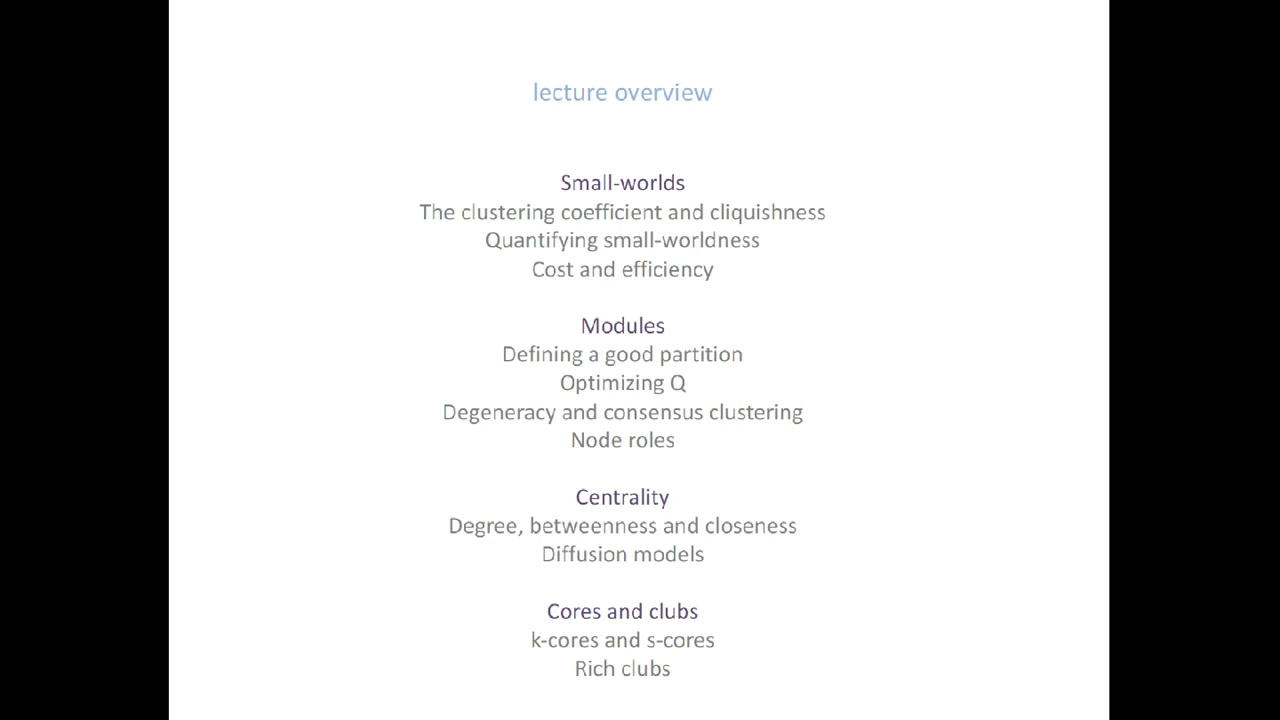 lecture overview
Small-worlds
The clustering coefficient and cliquishness
Quantifying small-worldness
Cost and efficiency
Modules
Defining a good partition
Optimizing Q
Degeneracy and consensus clustering
Node roles
Centrality
Degree, betweenness and closeness
Diffusion models
Cores and clubs
k-cores and s-cores
Rich clubs